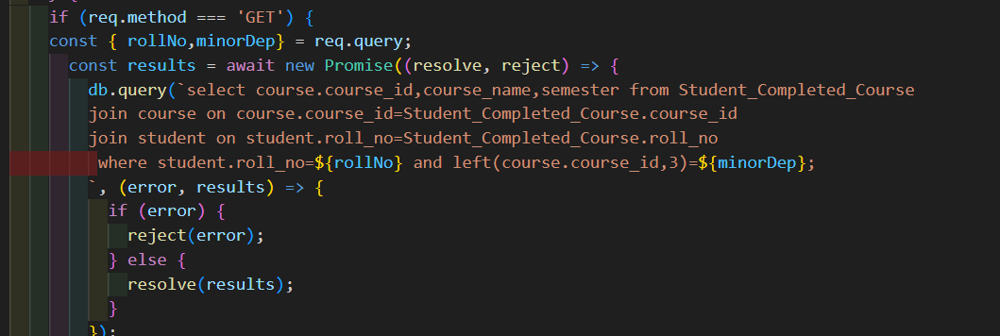 if (req.method === 'GET') {
const { rollNo,minorDep} = req.query;
const results = await new Promise((resolve, reject) => {
db.query(`select course.course_id,course_name,semester from Student_Completed_Course
join course on course.course_id=Student_Completed_Course.course_id
join student on student.roll_no=Student_Completed_Course.roll_no
where student.roll_no=${rollNo} and left(course.course_id,3)=${minorDep};
`, (error, results) => {
if (error) {
reject(error);
} else {
resolve(results);
}
});